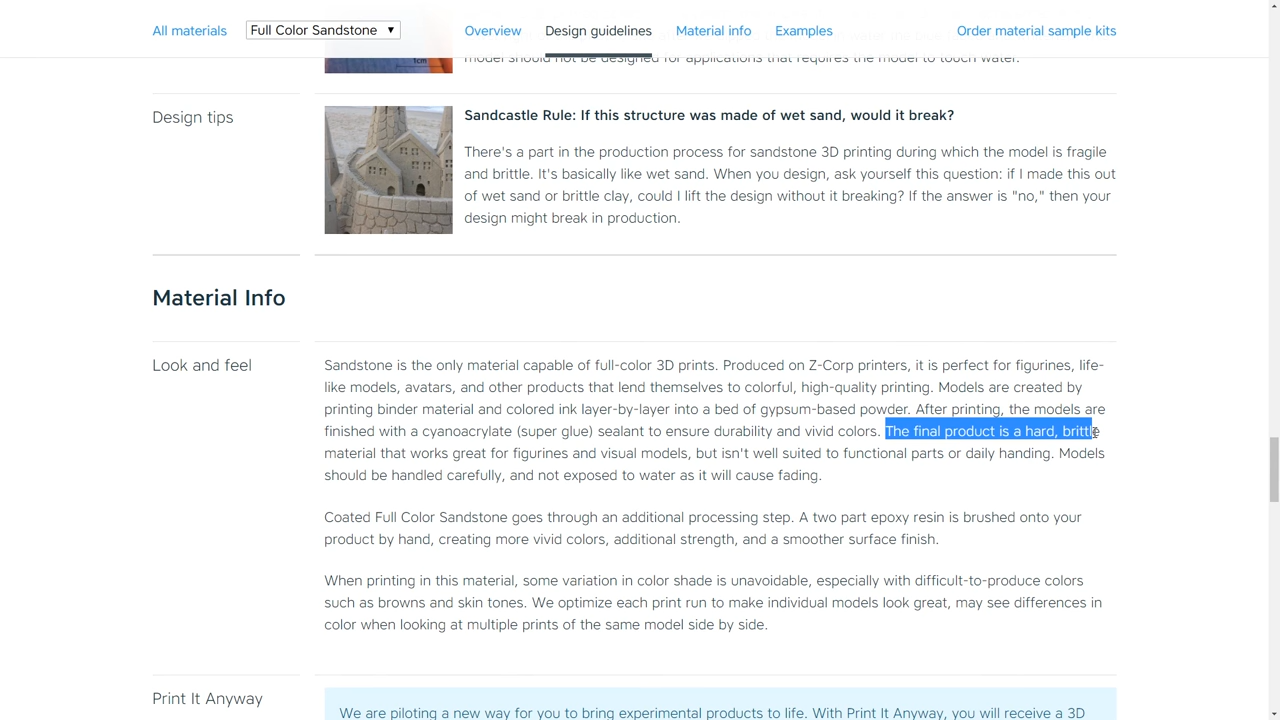 All materials
Full Color Sandstone ▼
Overview
Design guidelines
Material info
Examples
Order material sample kits
1cm
model should not be designed for applications that requires the model to touch water.
Design tips
Sandcastle Rule: If this structure was made of wet sand, would it break?
There's a part in the production process for sandstone 3D printing during which the model is fragile
and brittle. It's basically like wet sand. When you design, ask yourself this question: if I made this out
of wet sand or brittle clay, could I lift the design without it breaking? If the answer is "no," then your
design might break in production.
Material Info
Look and feel
Sandstone is the only material capable of full-color 3D prints. Produced on Z-Corp printers, it is perfect for figurines, life-
like models, avatars, and other products that lend themselves to colorful, high-quality printing. Models are created by
printing binder material and colored ink layer-by-layer into a bed of gypsum-based powder. After printing, the models are
finished with a cyanoacrylate (super glue) sealant to ensure durability and vivid colors. The final product is a hard, brittle
material that works great for figurines and visual models, but isn't well suited to functional parts or daily handing. Models
should be handled carefully, and not exposed to water as it will cause fading.
Coated Full Color Sandstone goes through an additional processing step. A two part epoxy resin is brushed onto your
product by hand, creating more vivid colors, additional strength, and a smoother surface finish.
When printing in this material, some variation in color shade is unavoidable, especially with difficult-to-produce colors
such as browns and skin tones. We optimize each print run to make individual models look great, may see differences in
color when looking at multiple prints of the same model side by side.
Print It Anyway
We are piloting a new way for you to bring experimental products to life. With Print It Anyway, you will receive a 3D